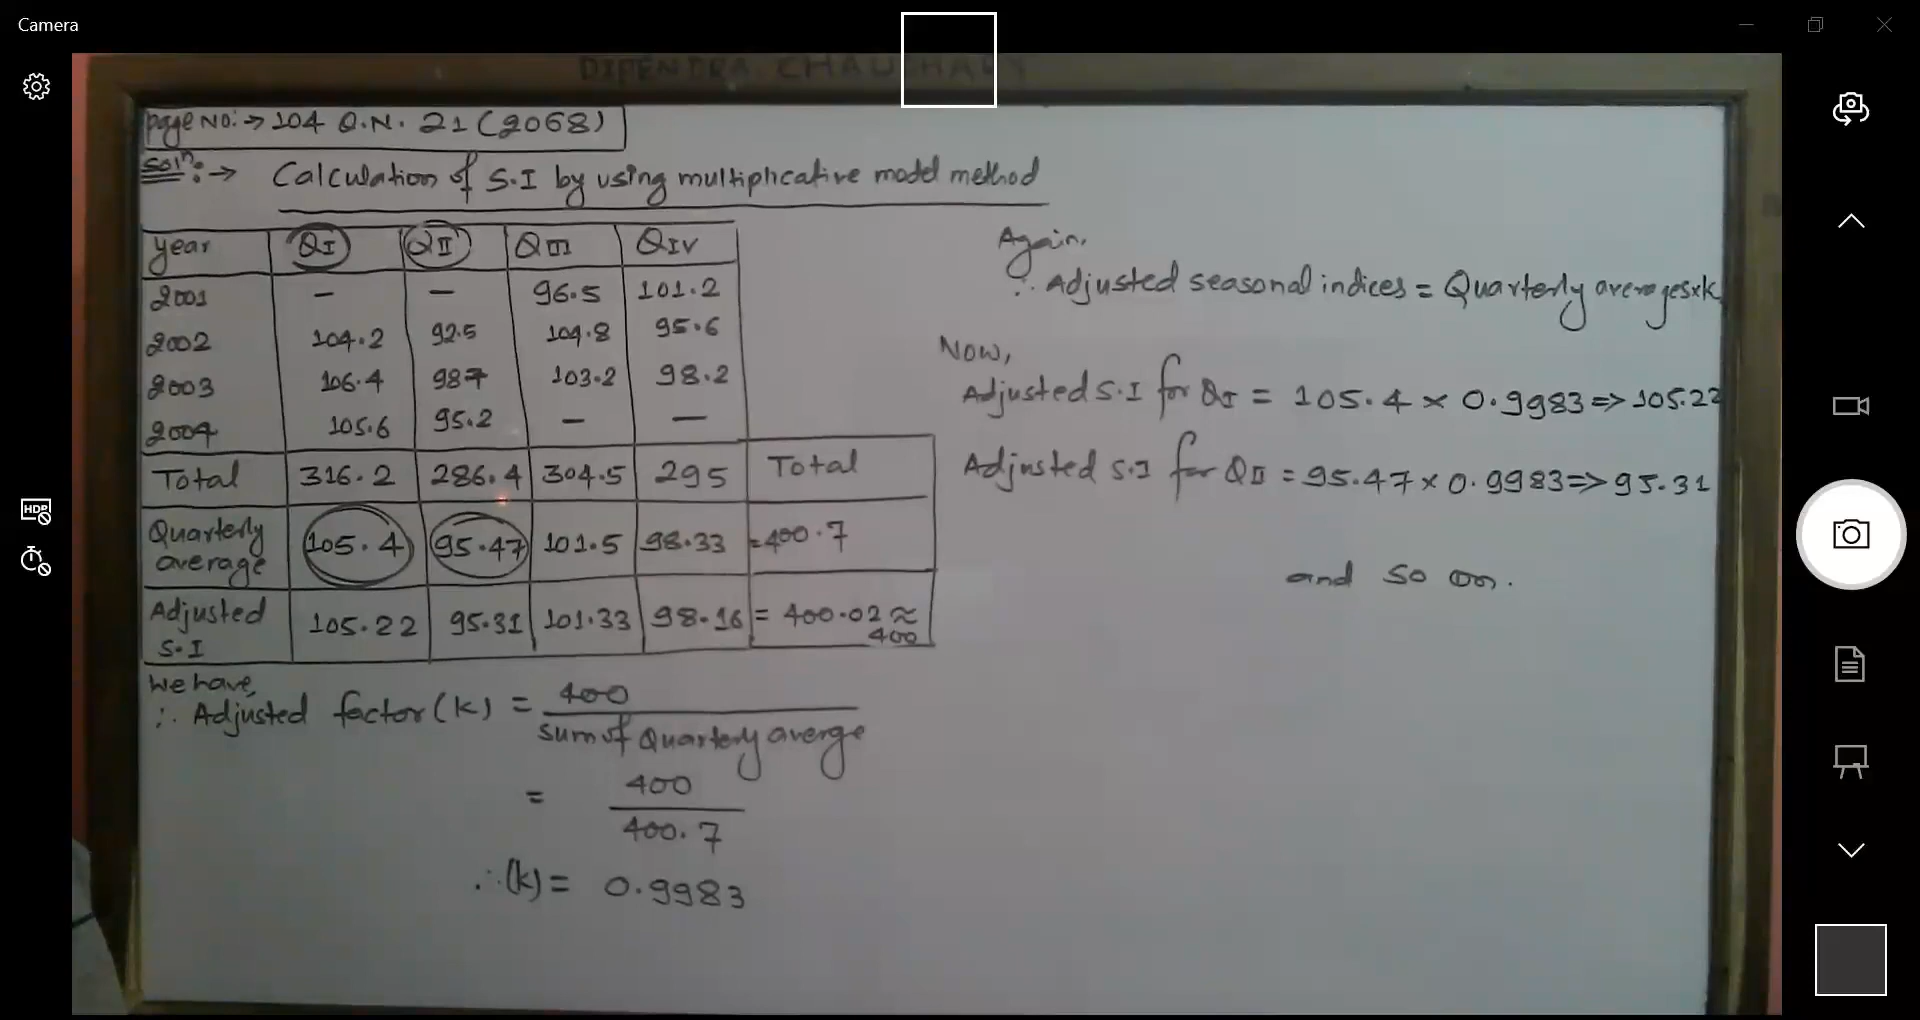 Camera
DIPENDRA CHAUDHARY
Page No:→ 104 Q.N. 21 (2068)
Solⁿ:→ Calculation of S.I by using multiplicative model method
Year QI QII QIII QIV
2001 — — 96.5 101.2
2002 104.2 92.5 104.8 95.6
2003 106.4 98.7 103.2 98.2
2004 105.6 95.2 — —
Total 316.2 286.4 304.5 295 Total
Quarterly average 105.4 95.47 101.5 98.33 =400.7
Adjusted S.I 105.22 95.31 101.33 98.16 = 400.02 ≈ 400
We have,
∴ Adjusted factor (k) = 400 / sum of Quarterly averge
= 400 / 400.7
∴ (k) = 0.9983
Again,
∴ Adjusted seasonal indices = Quarterly averages×k
Now,
Adjusted S.I for QI = 105.4 × 0.9983 => 105.22
Adjusted S.I for QII = 95.47 × 0.9983 => 95.31
and so on.